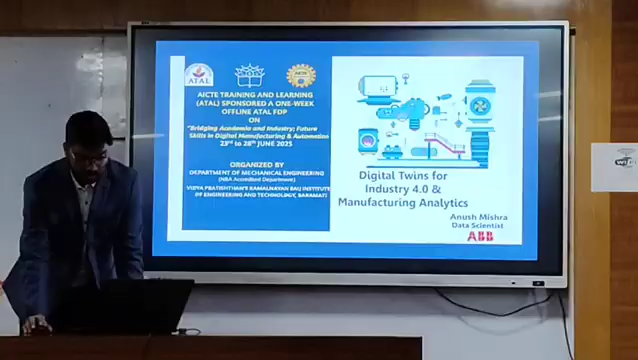 ATAL
AICTE
AICTE TRAINING AND LEARNING
(ATAL) SPONSORED A ONE-WEEK
OFFLINE ATAL FDP
ON
"Bridging Academia and Industry; Future
Skills in Digital Manufacturing & Automation
23rd to 28th JUNE 2025
ORGANIZED BY
DEPARTMENT OF MECHANICAL ENGINEERING
(NBA Accredited Department)
VIDYA PRATISHTHAN'S KAMALNAYAN BAJAJ INSTITUTE
OF ENGINEERING AND TECHNOLOGY, BARAMATI
Digital Twins for
Industry 4.0 &
Manufacturing Analytics
Anush Mishra
Data Scientist
ABB
WiFi